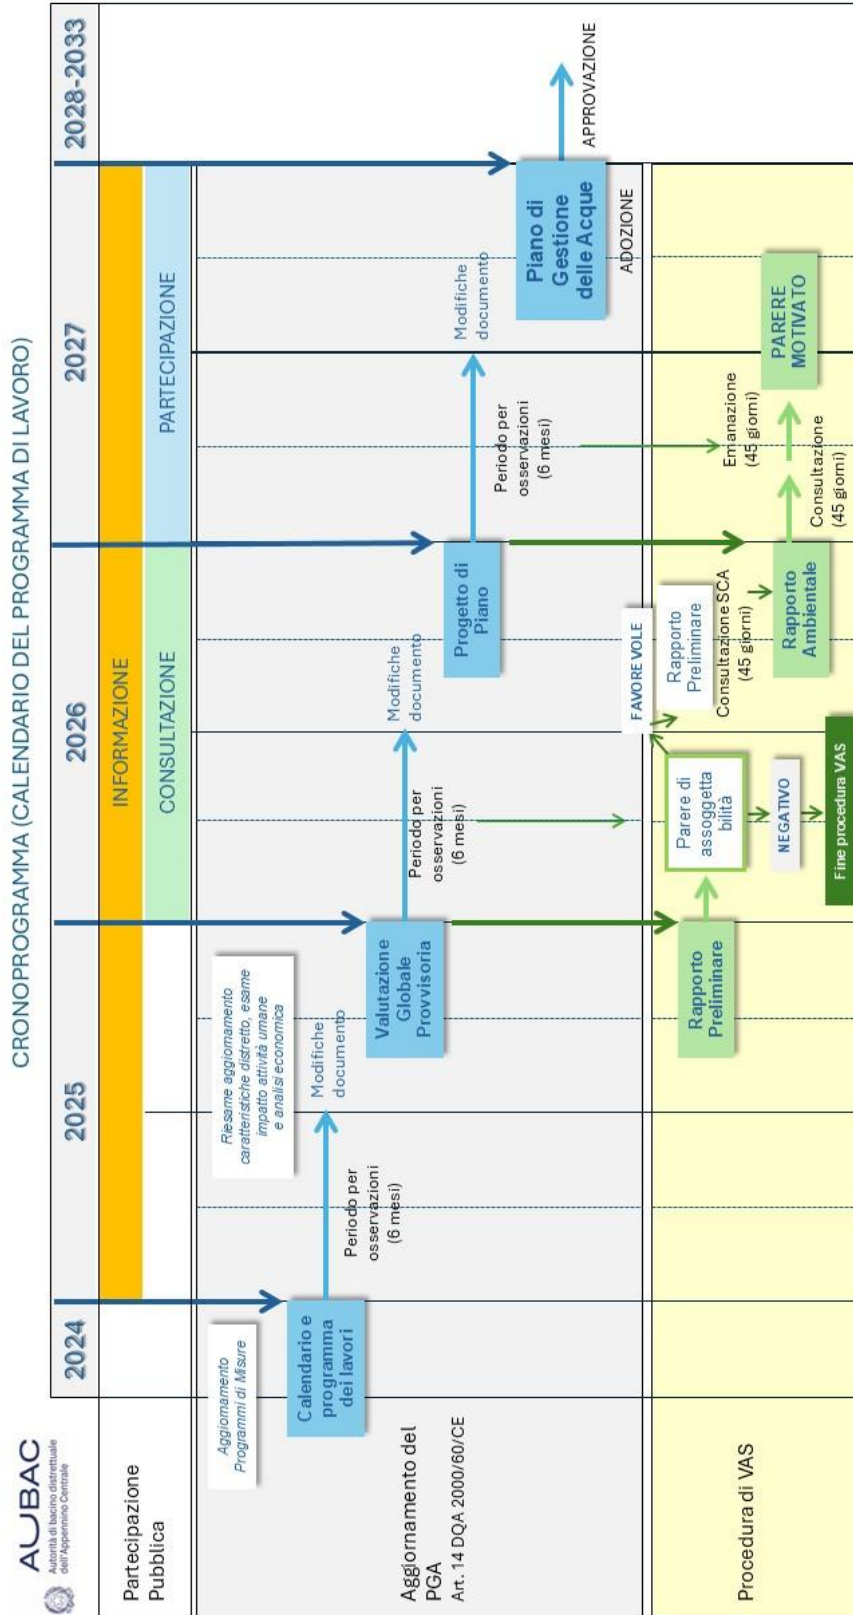 CRONOPROGRAMMA (CALENDARIO DEL PROGRAMMA DI LAVORO)
AUBAC
Autorità di bacino distrettuale
dell'Appennino Centrale
2024
2025
2026
2027
2028-2033
Partecipazione
Pubblica
INFORMAZIONE
CONSULTAZIONE
PARTECIPAZIONE
Aggiornamento del
PGA
Art. 14 DQA 2000/60/CE
Aggiornamento
Programmi di Misure
Calendario e
programma
dei lavori
Periodo per
osservazioni
(6 mesi)
Modifiche
documento
Riesame aggiornamento
caratteristiche distretto, esame
impatto attività umane
e analisi economica
Valutazione
Globale
Provvisoria
Periodo per
osservazioni
(6 mesi)
Modifiche
documento
Progetto di
Piano
Periodo per
osservazioni
(6 mesi)
Modifiche
documento
Piano di
Gestione
delle Acque
ADOZIONE
APPROVAZIONE
Procedura di VAS
Rapporto
Preliminare
Parere di
assoggetta
bilità
NEGATIVO
Fine procedura VAS
FAVORE VOLE
Rapporto
Preliminare
Consultazione SCA
(45 giorni)
Rapporto
Ambientale
Consultazione
(45 giorni)
Emanazione
(45 giorni)
PARERE
MOTIVATO